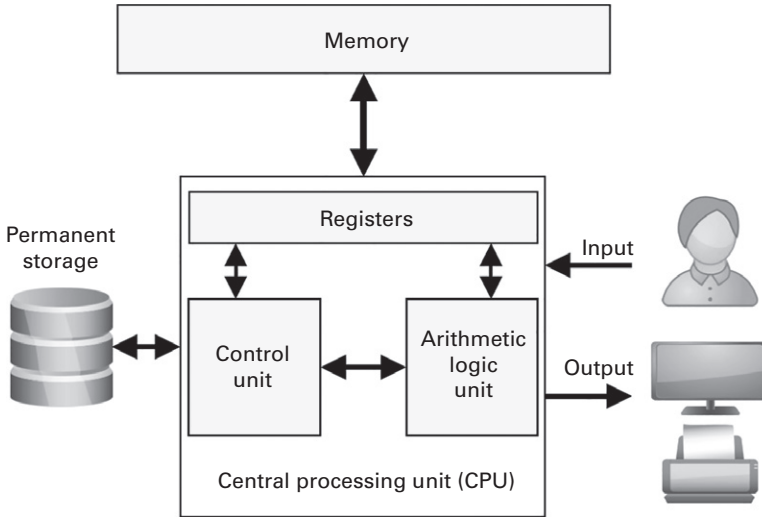 Memory
Registers
Permanent
storage
Input
Control
unit
Arithmetic
logic
unit
Output
Central processing unit (CPU)